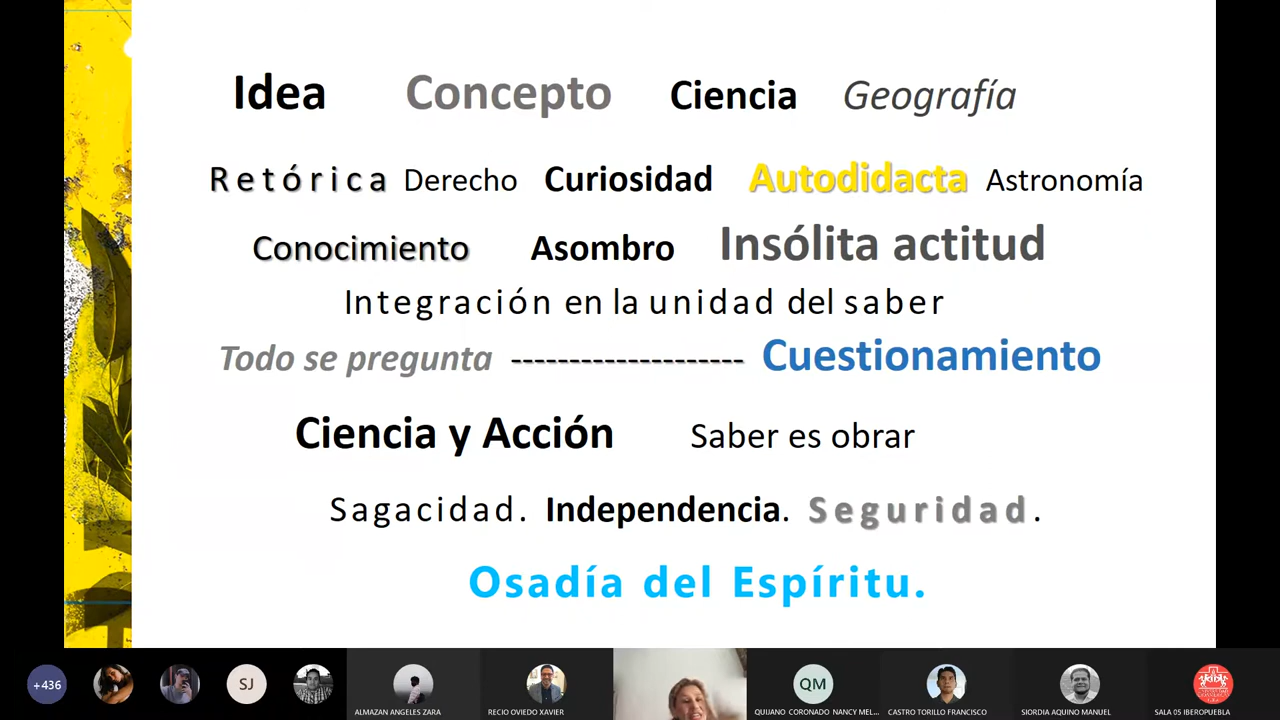 Idea Concepto Ciencia Geografía
Retórica Derecho Curiosidad Autodidacta Astronomía
Conocimiento Asombro Insólita actitud
Integración en la unidad del saber
Todo se pregunta -------------------- Cuestionamiento
Ciencia y Acción Saber es obrar
Sagacidad. Independencia. Seguridad.
Osadía del Espíritu.
+436 SJ QM
ALMAZAN ANGELES ZARA RECIO OVIEDO XAVIER QUIJANO CORONADO NANCY MEL... CASTRO TORILLO FRANCISCO SIORDIA AQUINO MANUEL SALA 05 IBEROPUEBLA